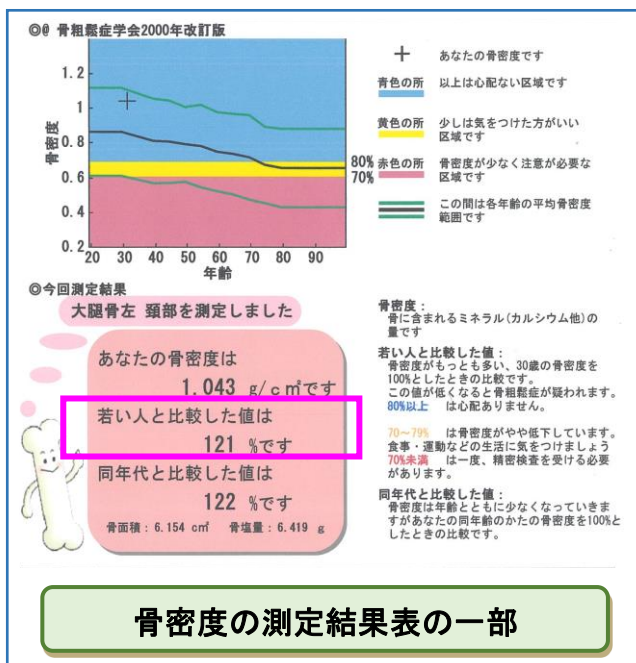 ◎@ 骨粗鬆症学会2000年改訂版
1.2
1
0.8
0.6
0.4
0.2
骨密度
20 30 40 50 60 70 80 90
年齢
80%
70%
＋ あなたの骨密度です
青色の所 以上は心配ない区域です
黄色の所 少しは気をつけた方がいい
区域です
赤色の所 骨密度が少なく注意が必要な
区域です
この間は各年齢の平均骨密度
範囲です
◎今回測定結果
大腿骨左 頚部を測定しました
あなたの骨密度は
1.043 g/c㎡です
若い人と比較した値は
121 %です
同年代と比較した値は
122 %です
骨面積：6.154 c㎡ 骨塩量：6.419 g
骨密度：
骨に含まれるミネラル(カルシウム他)の
量です
若い人と比較した値：
骨密度がもっとも多い、30歳の骨密度を
100%としたときの比較です。
この値が低くなると骨粗鬆症が疑われます。
80%以上 は心配ありません。
70～79% は骨密度がやや低下しています。
食事・運動などの生活に気をつけましょう
70%未満 は一度、精密検査を受ける必要
があります。
同年代と比較した値：
骨密度は年齢とともに少なくなっていきま
すがあなたの同年齢のかたの骨密度を100%と
したときの比較です。
骨密度の測定結果表の一部